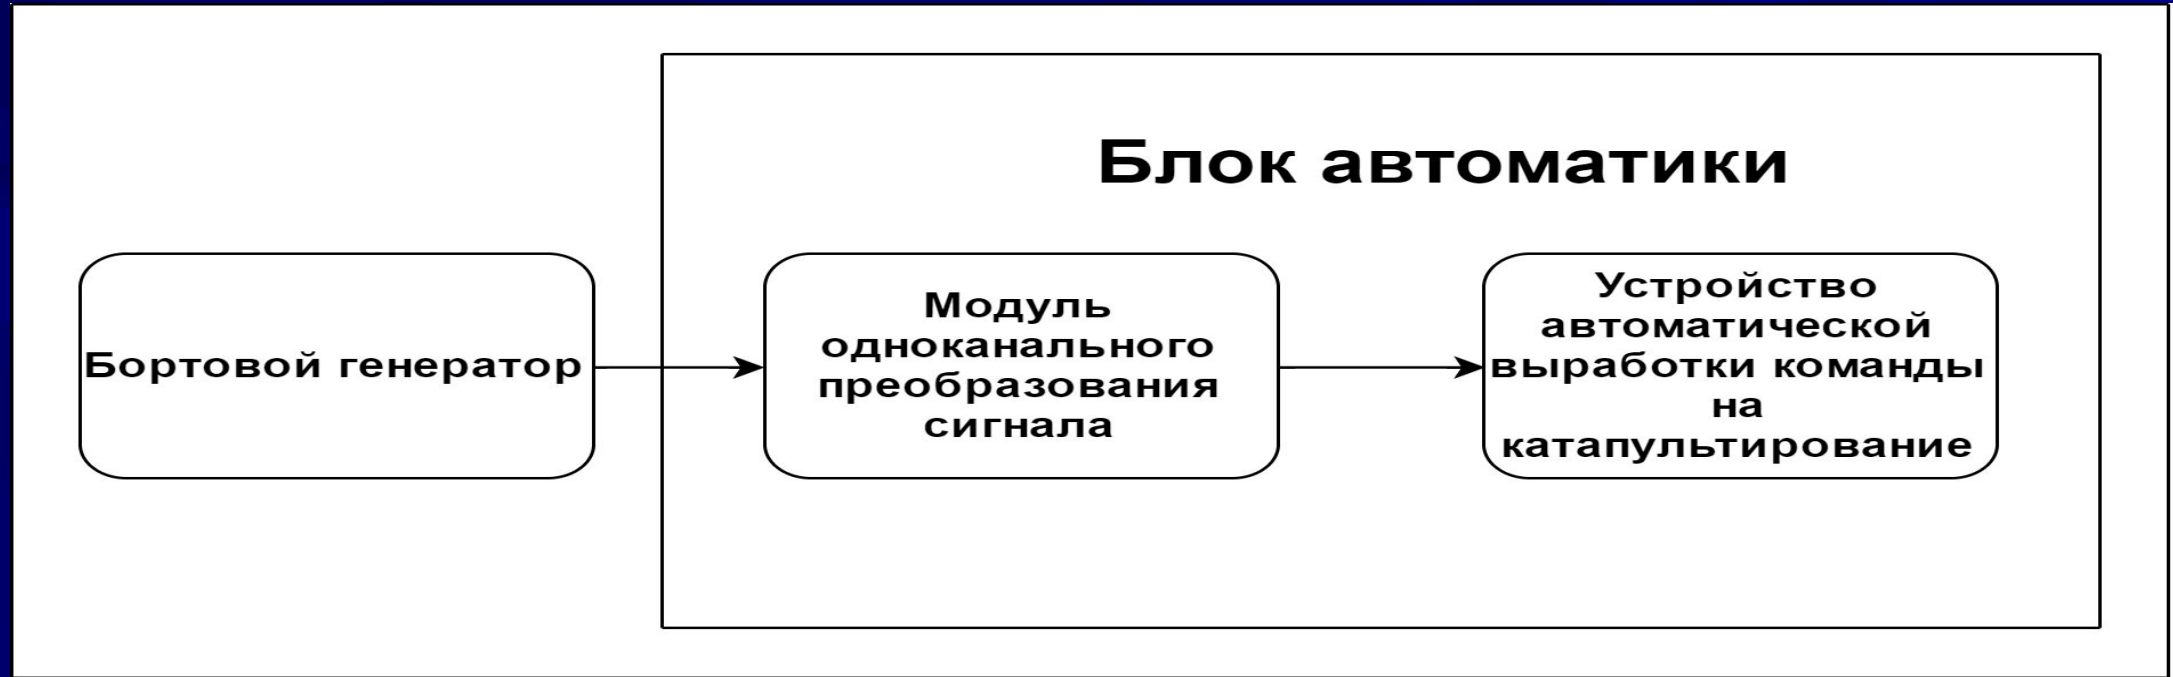 Блок автоматики
Бортовой генератор
Модуль
одноканального
преобразования
сигнала
Устройство
автоматической
выработки команды
на
катапультирование